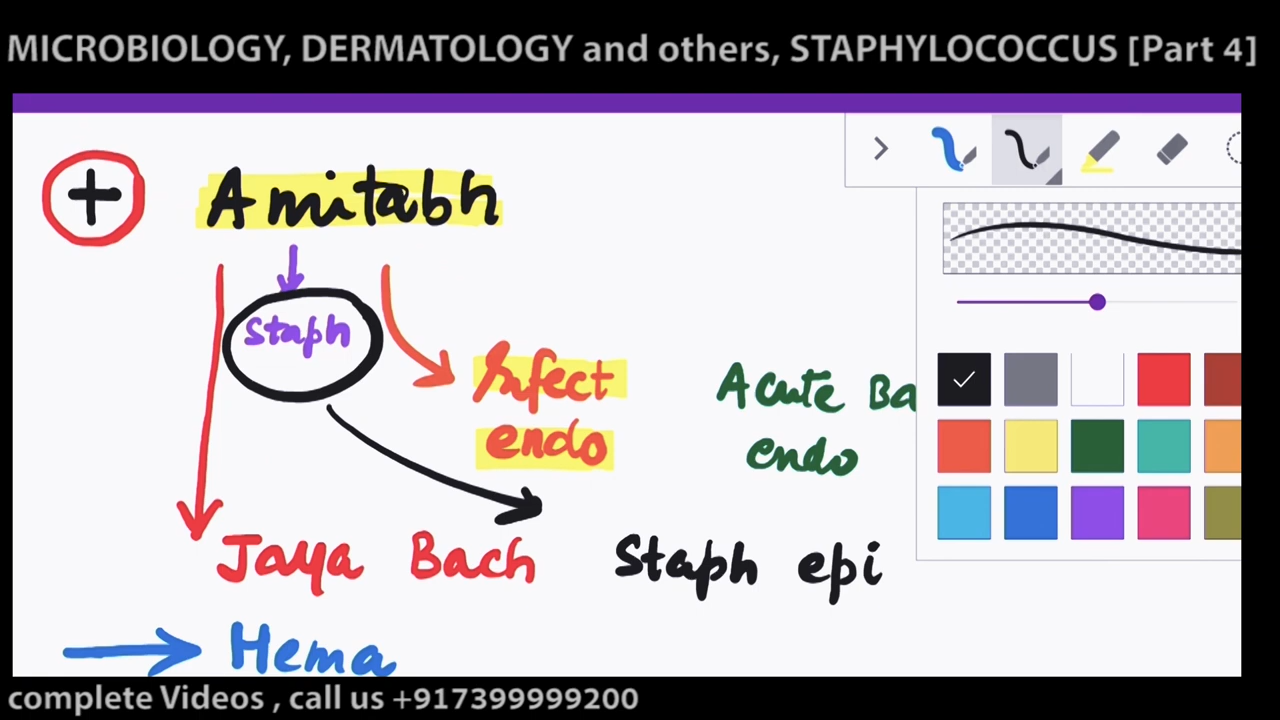 MICROBIOLOGY, DERMATOLOGY and others, STAPHYLOCOCCUS [Part 4]
+ Amitabh
Staph
Infect
endo
Acute Ba
endo
Jaya Bach
Staph epi
Hema
complete Videos , call us +917399999200